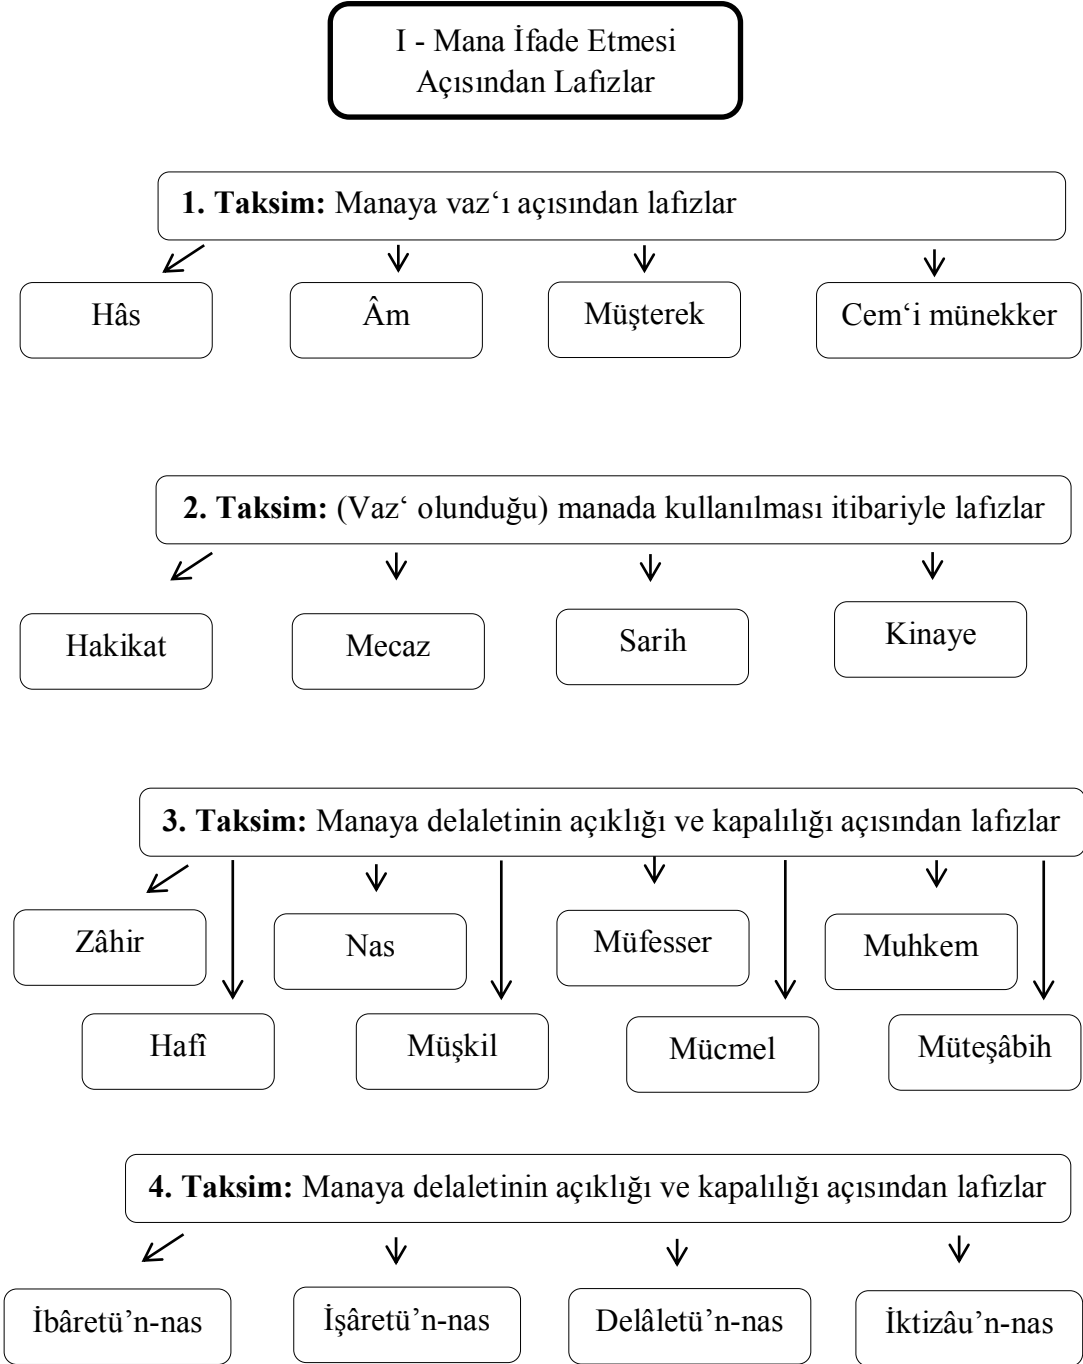 I - Mana İfade Etmesi
Açısından Lafızlar
1. Taksim: Manaya vaz‘ı açısından lafızlar
Hâs
Âm
Müşterek
Cem‘i münekker
2. Taksim: (Vaz‘ olunduğu) manada kullanılması itibariyle lafızlar
Hakikat
Mecaz
Sarih
Kinaye
3. Taksim: Manaya delaletinin açıklığı ve kapalılığı açısından lafızlar
Zâhir
Nas
Müfesser
Muhkem
Hafî
Müşkil
Mücmel
Müteşâbih
4. Taksim: Manaya delaletinin açıklığı ve kapalılığı açısından lafızlar
İbâretü’n-nas
İşâretü’n-nas
Delâletü’n-nas
İktizâu’n-nas